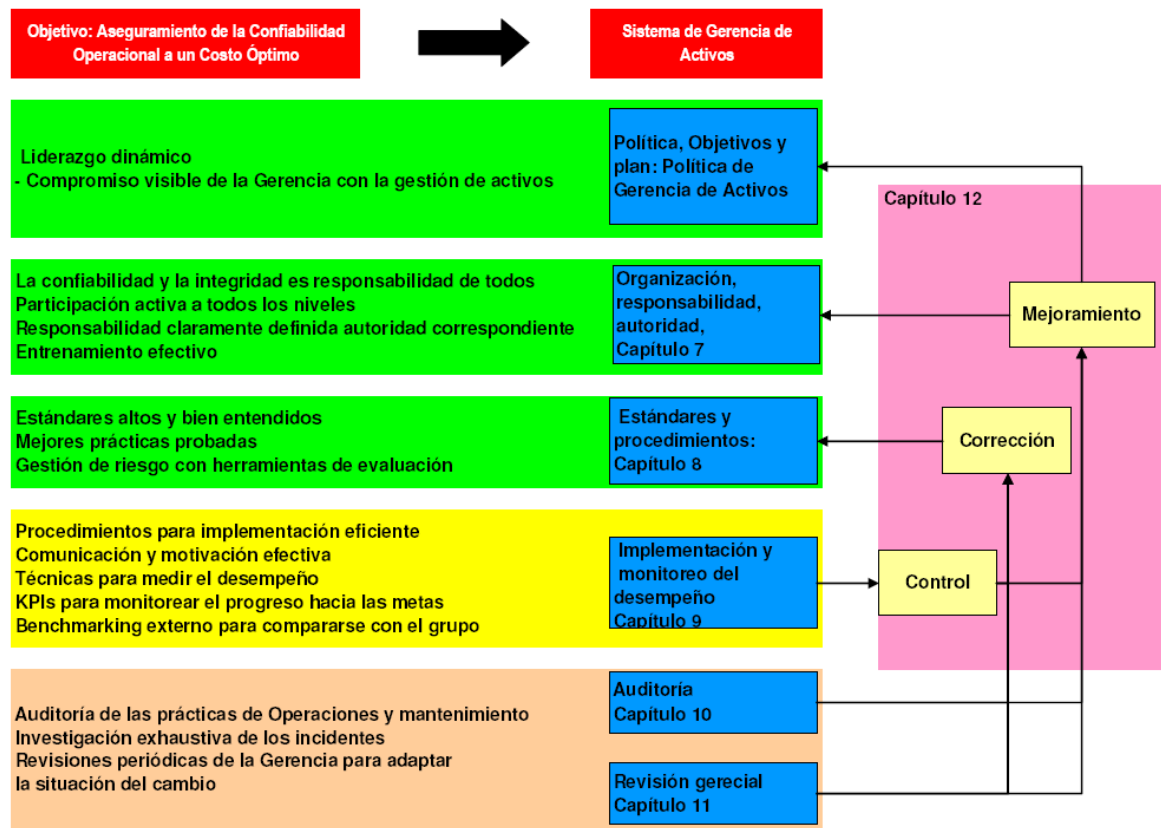 Objetivo: Aseguramiento de la Confiabilidad
Operacional a un Costo Óptimo
Sistema de Gerencia de
Activos
Liderazgo dinámico
- Compromiso visible de la Gerencia con la gestión de activos
Política, Objetivos y
plan: Política de
Gerencia de Activos
Capítulo 12
La confiabilidad y la integridad es responsabilidad de todos
Participación activa a todos los niveles
Responsabilidad claramente definida autoridad correspondiente
Entrenamiento efectivo
Organización,
responsabilidad,
autoridad,
Capítulo 7
Mejoramiento
Estándares altos y bien entendidos
Mejores prácticas probadas
Gestión de riesgo con herramientas de evaluación
Estándares y
procedimientos:
Capítulo 8
Corrección
Procedimientos para implementación eficiente
Comunicación y motivación efectiva
Técnicas para medir el desempeño
KPIs para monitorear el progreso hacia las metas
Benchmarking externo para compararse con el grupo
Implementación y
monitoreo del
desempeño
Capítulo 9
Control
Auditoría de las prácticas de Operaciones y mantenimiento
Investigación exhaustiva de los incidentes
Revisiones periódicas de la Gerencia para adaptar
la situación del cambio
Auditoría
Capítulo 10
Revisión gerecial
Capítulo 11